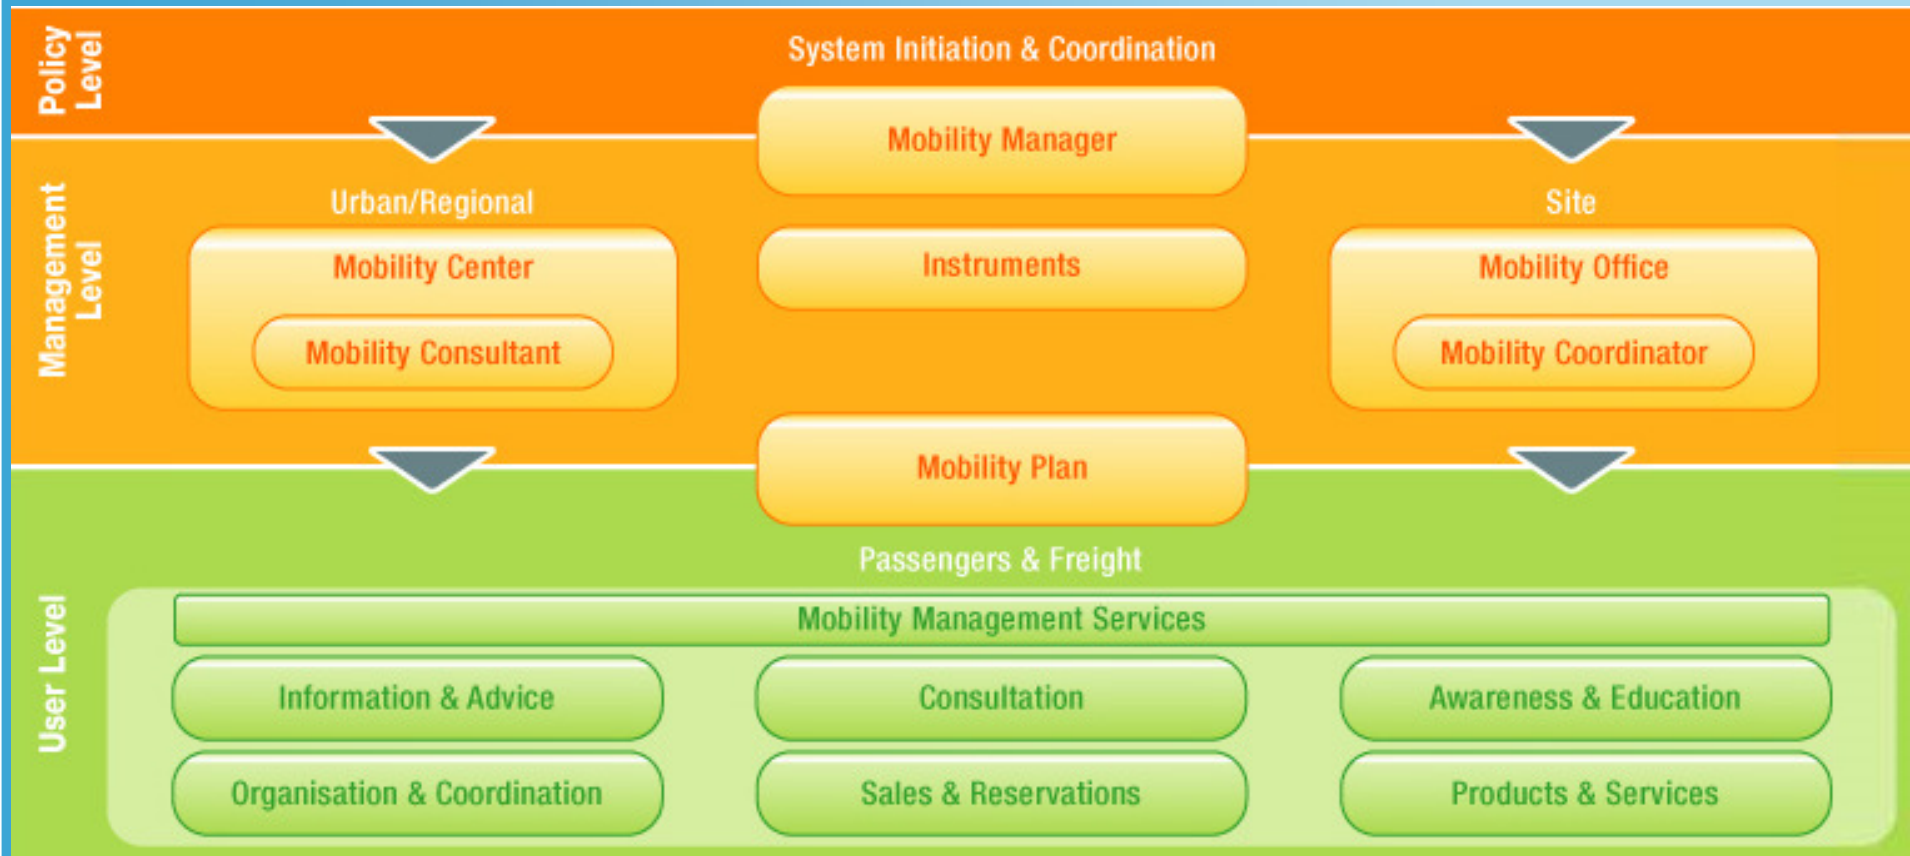 Policy
Level
System Initiation & Coordination
Mobility Manager
Management
Level
Urban/Regional
Mobility Center
Mobility Consultant
Instruments
Site
Mobility Office
Mobility Coordinator
Mobility Plan
User Level
Passengers & Freight
Mobility Management Services
Information & Advice
Consultation
Awareness & Education
Organisation & Coordination
Sales & Reservations
Products & Services